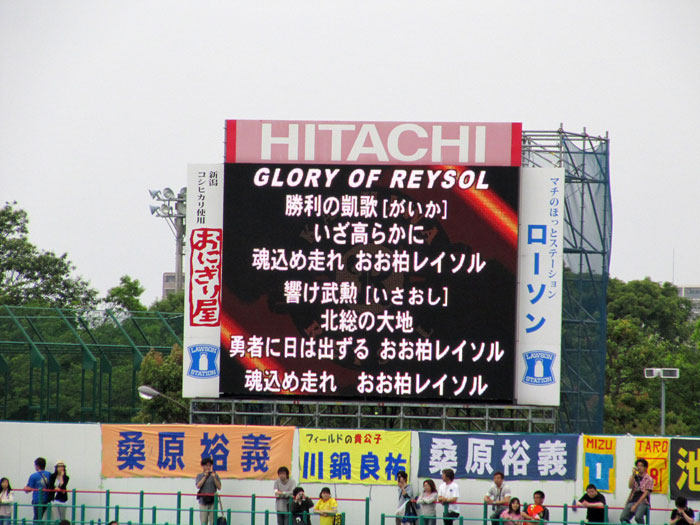 HITACHI
GLORY OF REYSOL
勝利の凱歌 [がいか]
いざ高らかに
魂込め走れ おお柏レイソル
響け武勲 [いさおし]
北総の大地
勇者に日は出ずる おお柏レイソル
魂込め走れ おお柏レイソル
新潟
コシヒカリ使用
おにぎり屋
LAWSON
STATION
マチのほっとステーション
ローソン
LAWSON
STATION
桑原裕義
フィールドの貴公子
川鍋良祐
桑原裕義
MIZU
1
TARO
池